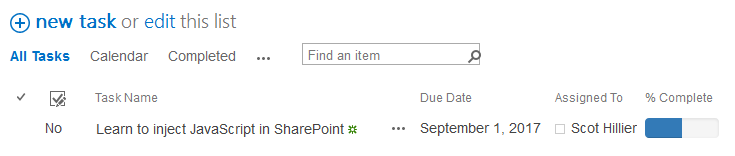 new task or edit this list
All Tasks Calendar Completed ... Find an item
Task Name Due Date Assigned To % Complete
No Learn to inject JavaScript in SharePoint ... September 1, 2017 Scot Hillier